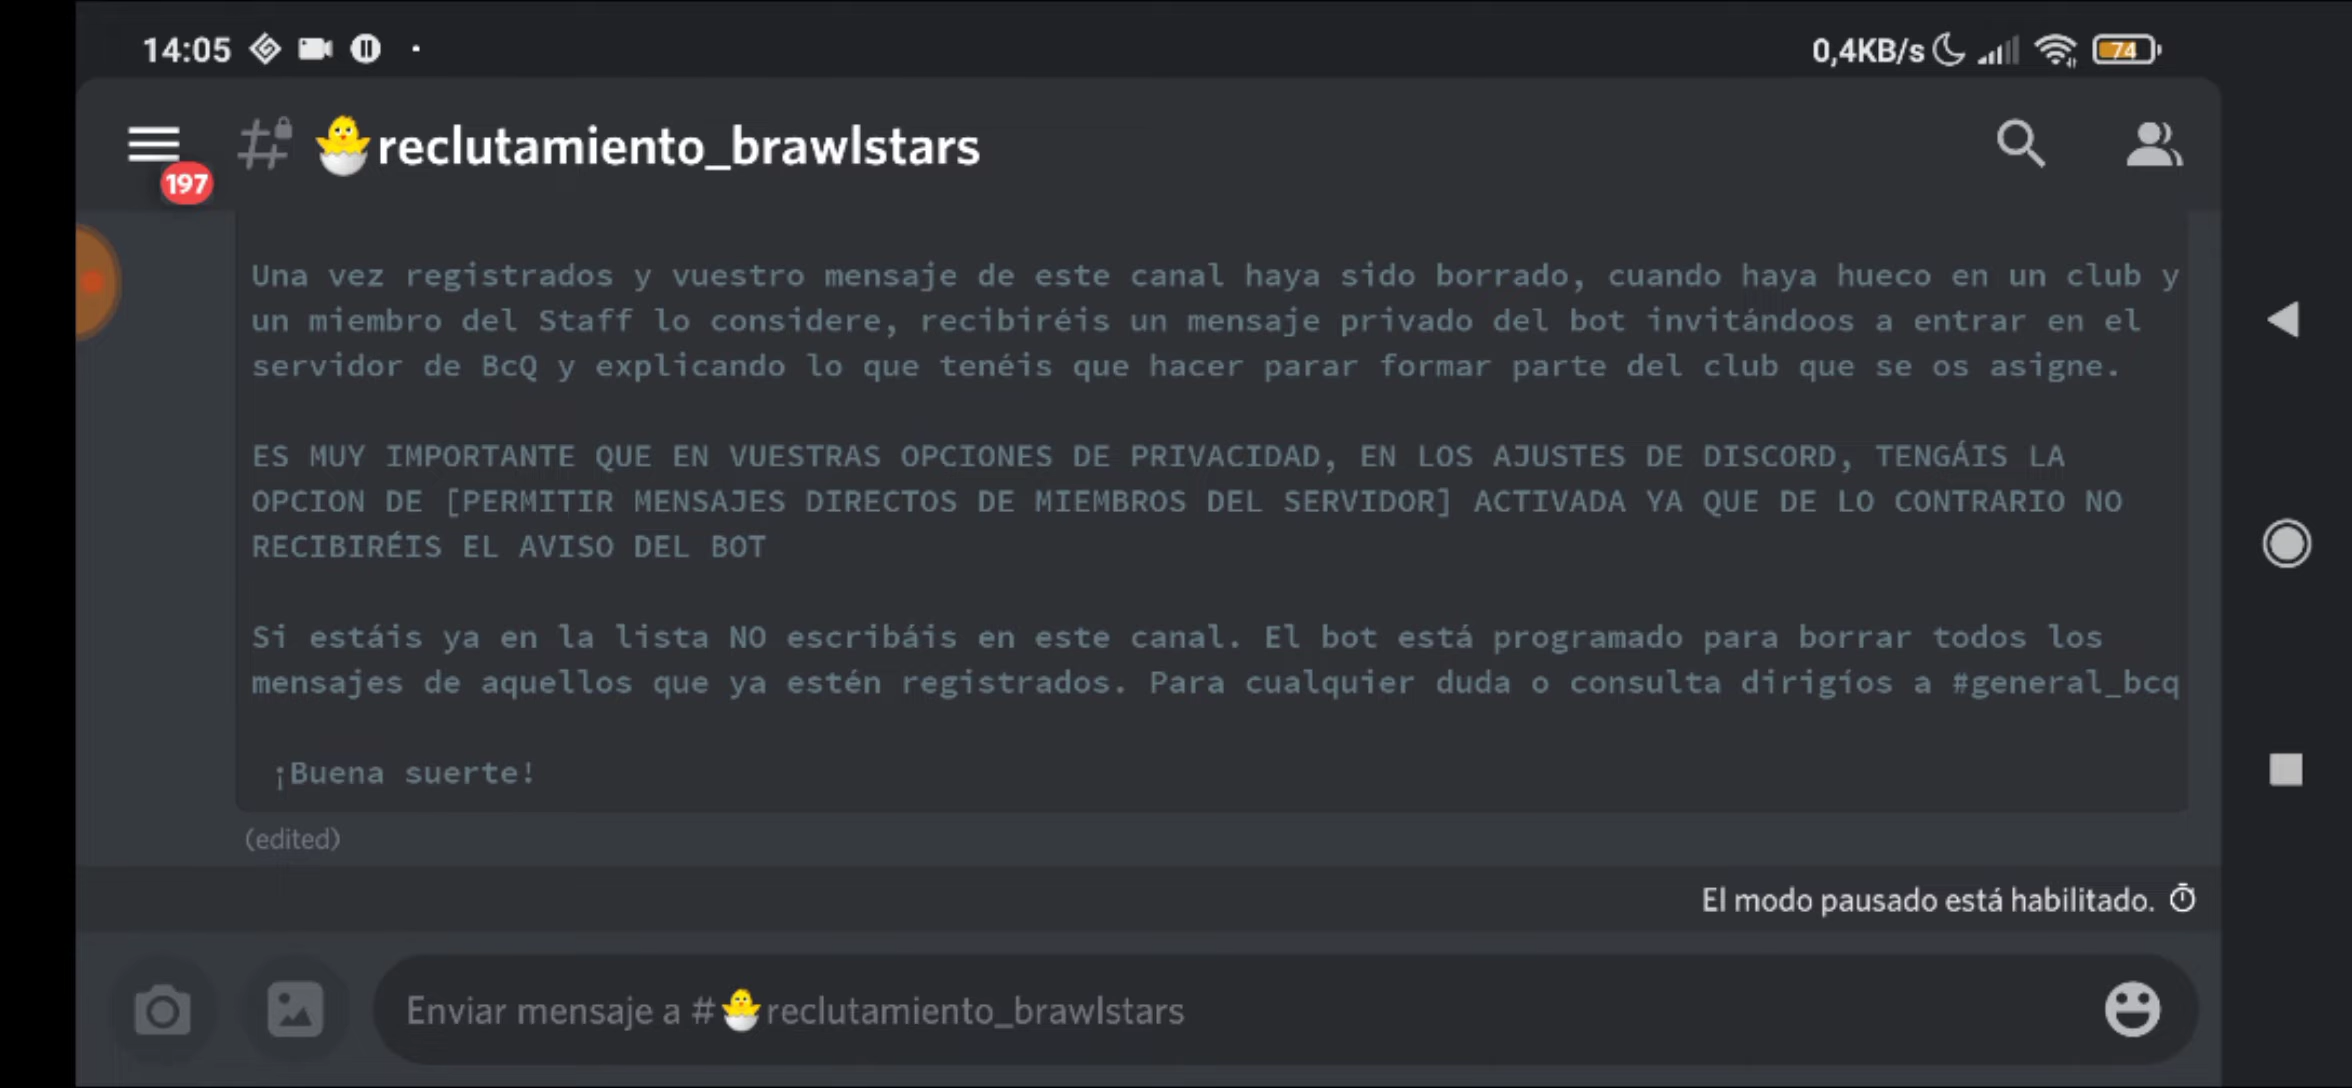 14:05
0,4KB/s
74
reclutamiento_brawlstars
197
Una vez registrados y vuestro mensaje de este canal haya sido borrado, cuando haya hueco en un club y
un miembro del Staff lo considere, recibiréis un mensaje privado del bot invitándoos a entrar en el
servidor de BcQ y explicando lo que tenéis que hacer parar formar parte del club que se os asigne.
ES MUY IMPORTANTE QUE EN VUESTRAS OPCIONES DE PRIVACIDAD, EN LOS AJUSTES DE DISCORD, TENGÁIS LA
OPCION DE [PERMITIR MENSAJES DIRECTOS DE MIEMBROS DEL SERVIDOR] ACTIVADA YA QUE DE LO CONTRARIO NO
RECIBIRÉIS EL AVISO DEL BOT
Si estáis ya en la lista NO escribáis en este canal. El bot está programado para borrar todos los
mensajes de aquellos que ya estén registrados. Para cualquier duda o consulta dirigíos a #general_bcq
¡Buena suerte!
(edited)
El modo pausado está habilitado.
Enviar mensaje a #🐣reclutamiento_brawlstars